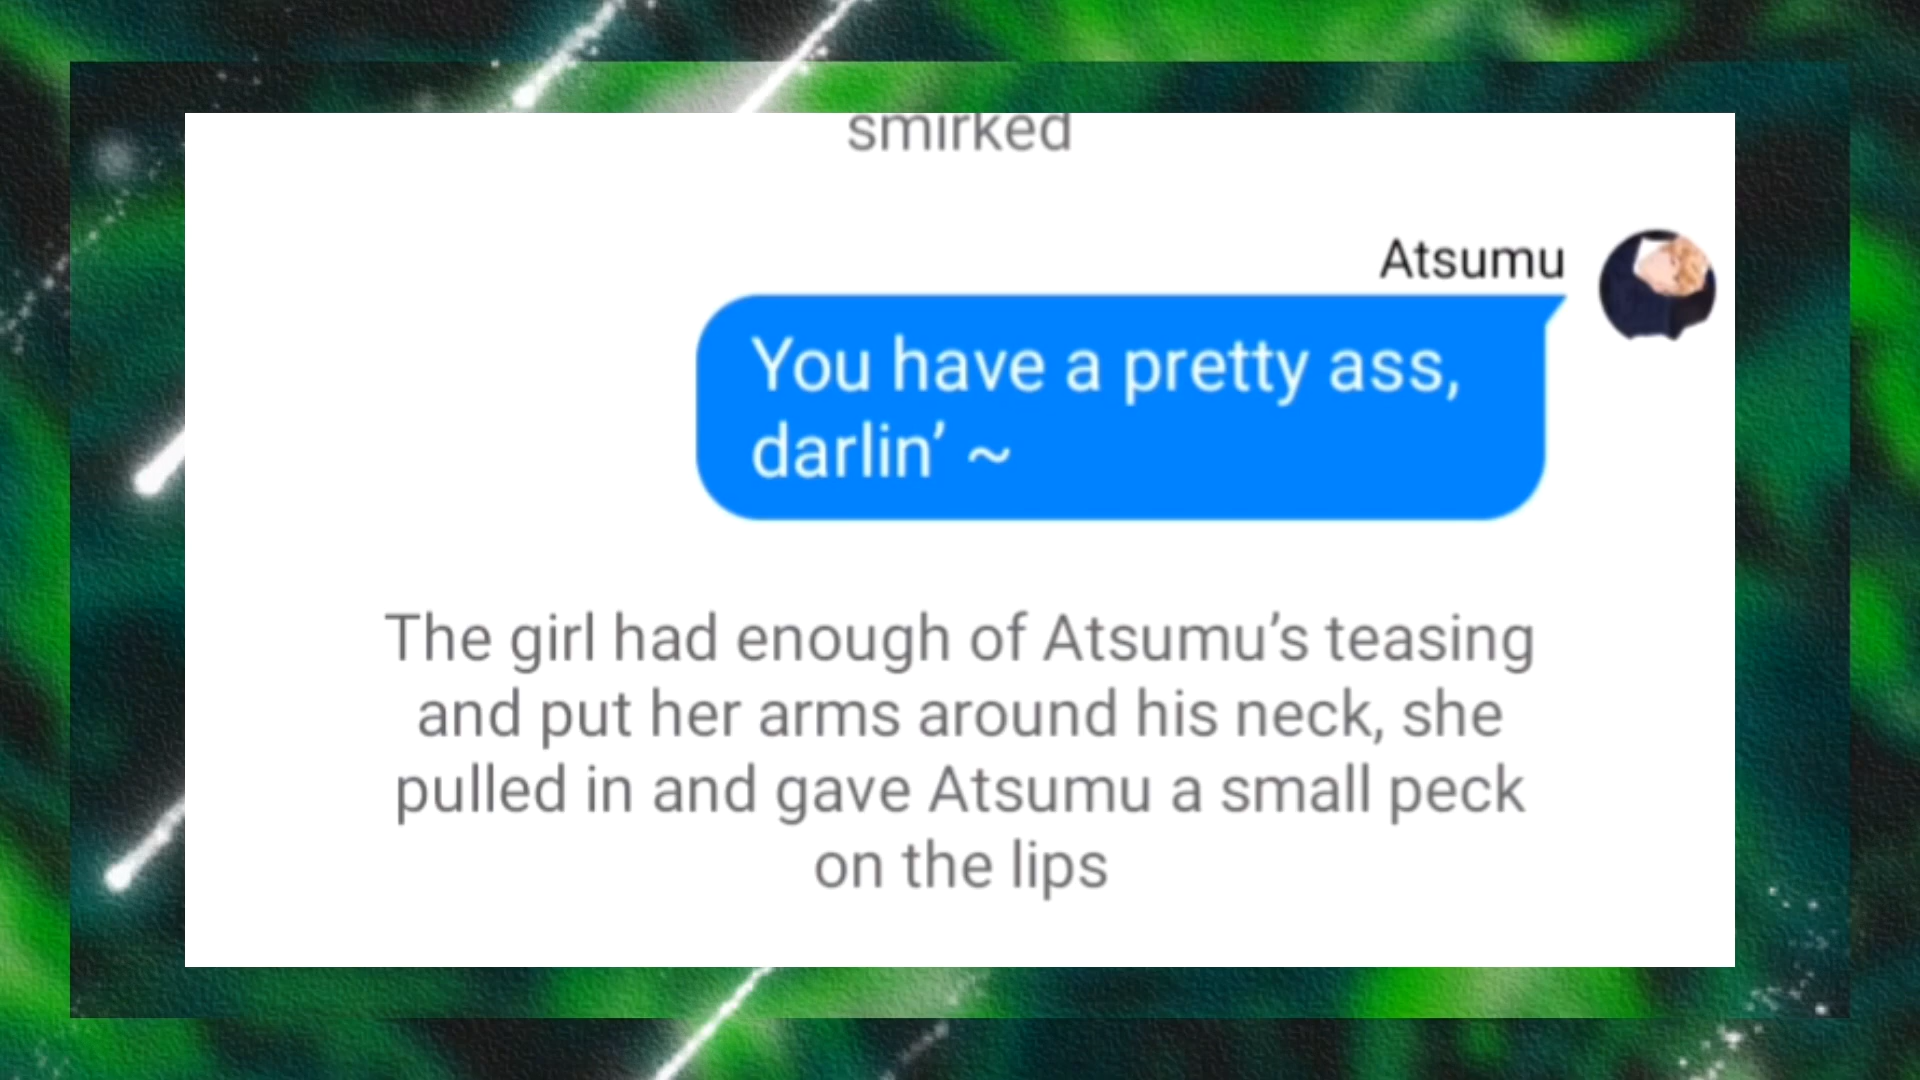 smirked
Atsumu
You have a pretty ass,
darlin’ ~
The girl had enough of Atsumu’s teasing
and put her arms around his neck, she
pulled in and gave Atsumu a small peck
on the lips